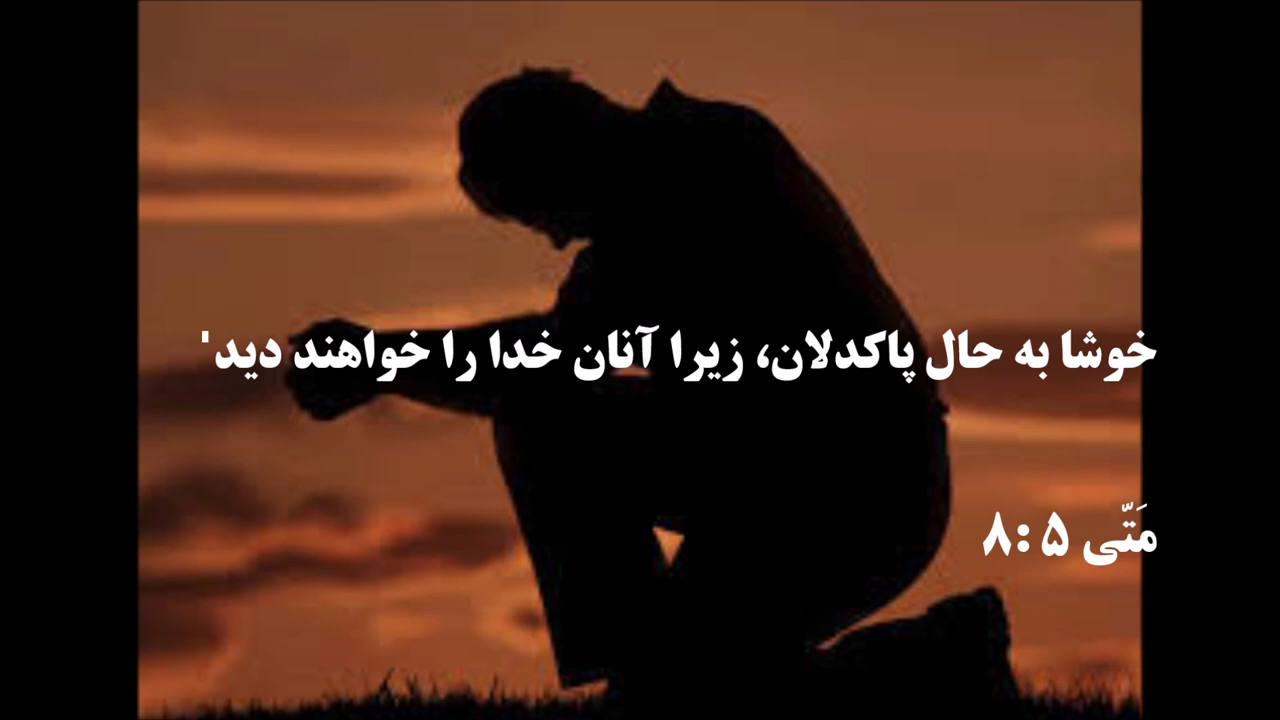 خوشا به حال پاکدلان، زیرا آنان خدا را خواهند دید'
مَتّی ۵:‏۸